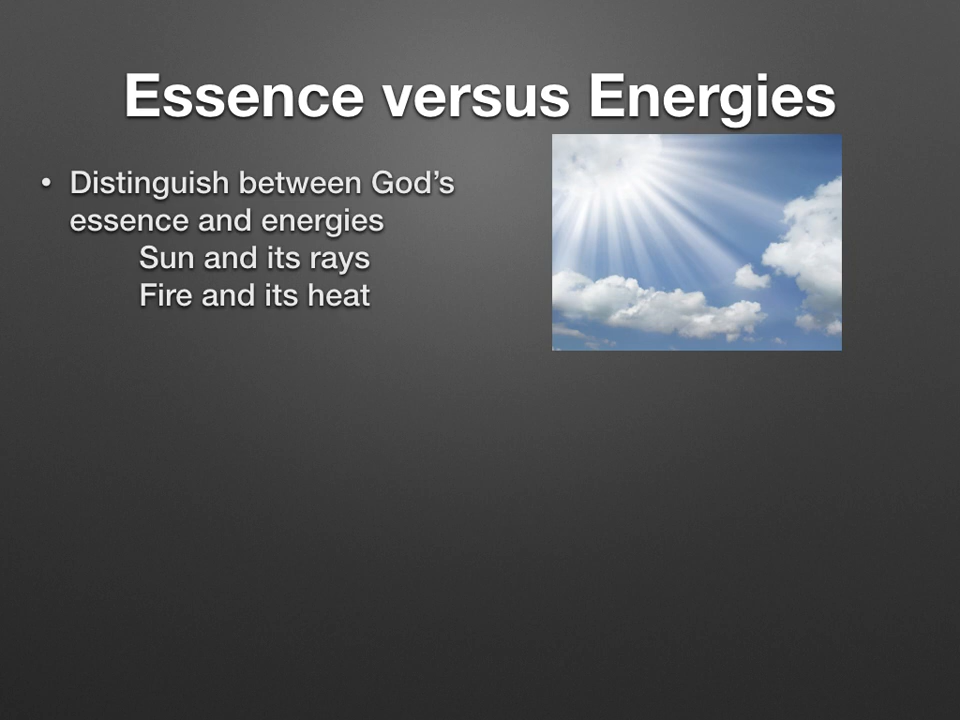 Essence versus Energies
• Distinguish between God’s
essence and energies
Sun and its rays
Fire and its heat